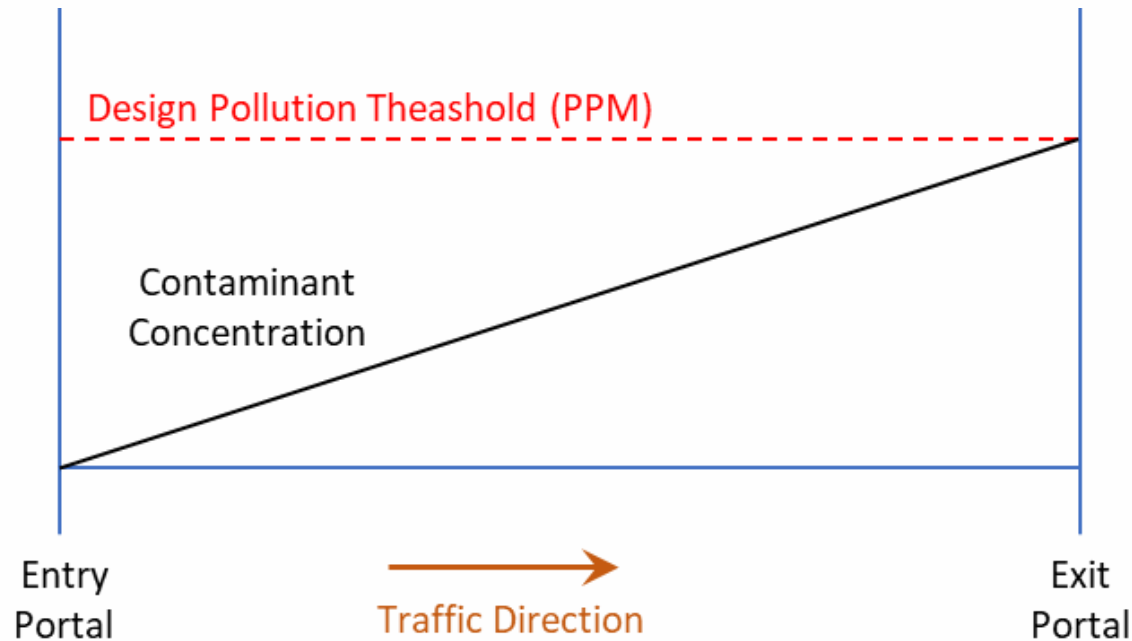 Design Pollution Theashold (PPM)
Contaminant
Concentration
Entry
Portal
Traffic Direction
Exit
Portal